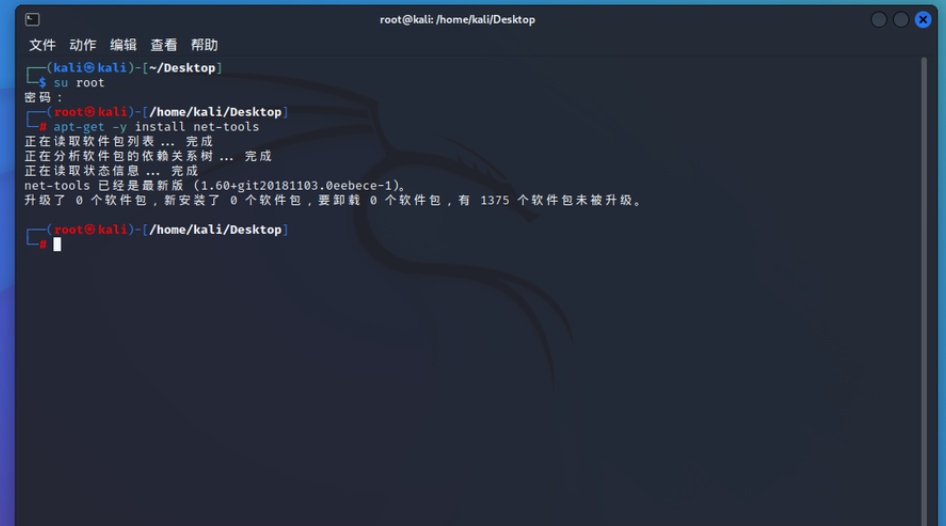 root@kali: /home/kali/Desktop
文件 动作 编辑 查看 帮助
┌──(kali㉿kali)-[~/Desktop]
└─$ su root
密码：
┌──(root㉿kali)-[/home/kali/Desktop]
└─# apt-get -y install net-tools
正在读取软件包列表... 完成
正在分析软件包的依赖关系树... 完成
正在读取状态信息... 完成
net-tools 已经是最新版 (1.60+git20181103.0eebece-1)。
升级了 0 个软件包，新安装了 0 个软件包，要卸载 0 个软件包，有 1375 个软件包未被升级。
┌──(root㉿kali)-[/home/kali/Desktop]
└─#